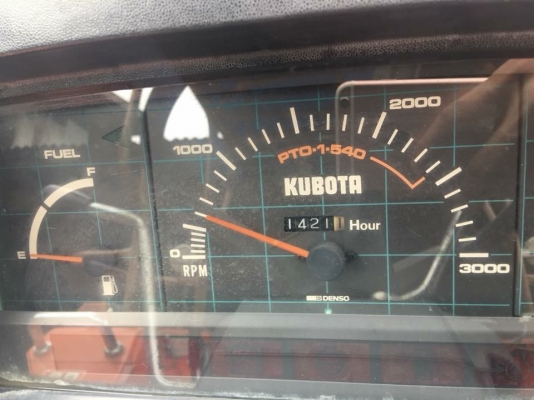 FUEL
F
E
0
1000
2000
3000
PTO·1·540
KUBOTA
1421 Hour
RPM
DENSO